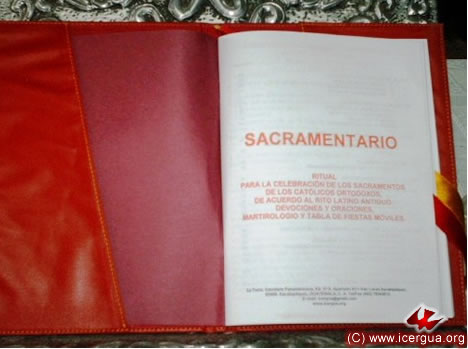 SACRAMENTARIO
RITUAL
PARA LA CELEBRACIÓN DE LOS SACRAMENTOS
DE LOS CATÓLICOS ORTODOXOS,
DE ACUERDO AL RITO LATINO ANTIGUO
DEVOCIONES Y ORACIONES
MARTIROLOGIO Y TABLA DE FIESTAS MÓVILES
www.icergua.org
(C) www.icergua.org